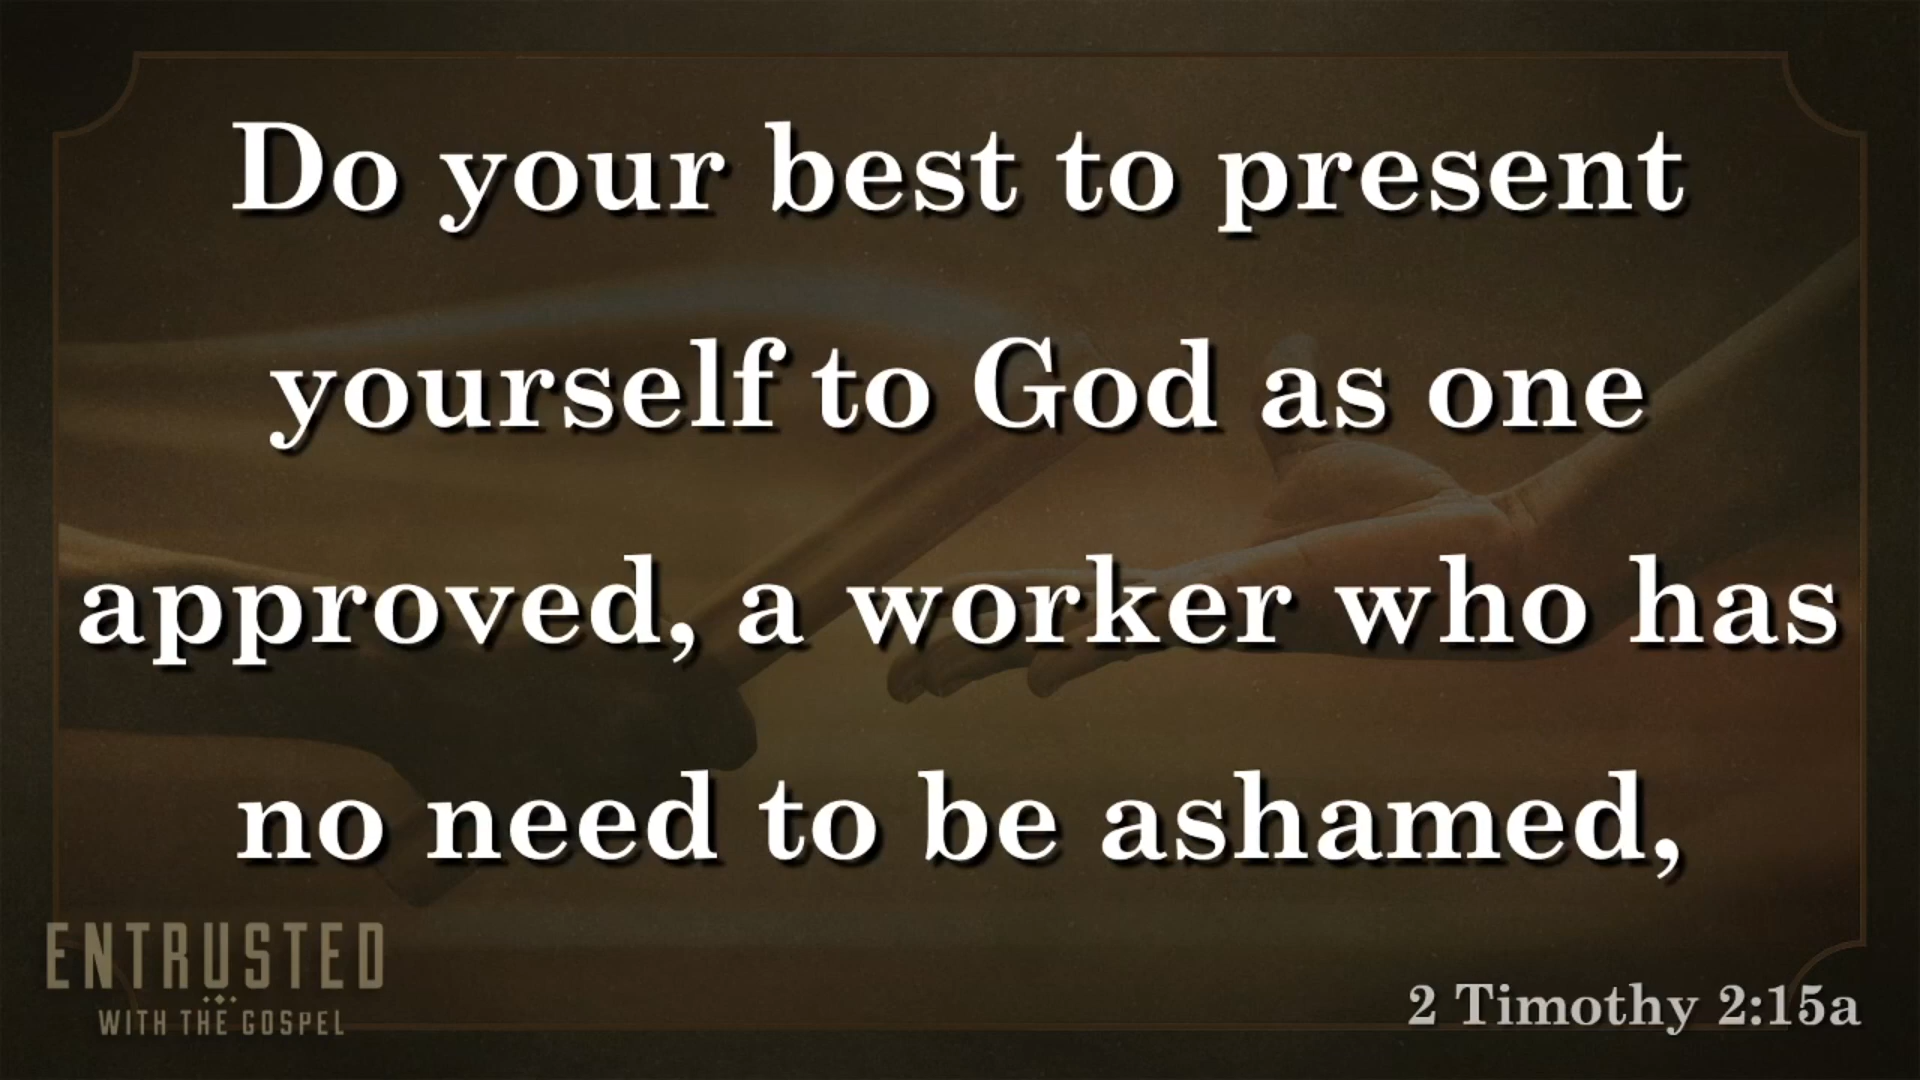 Do your best to present
yourself to God as one
approved, a worker who has
no need to be ashamed,
ENTRUSTED
WITH THE GOSPEL
2 Timothy 2:15a